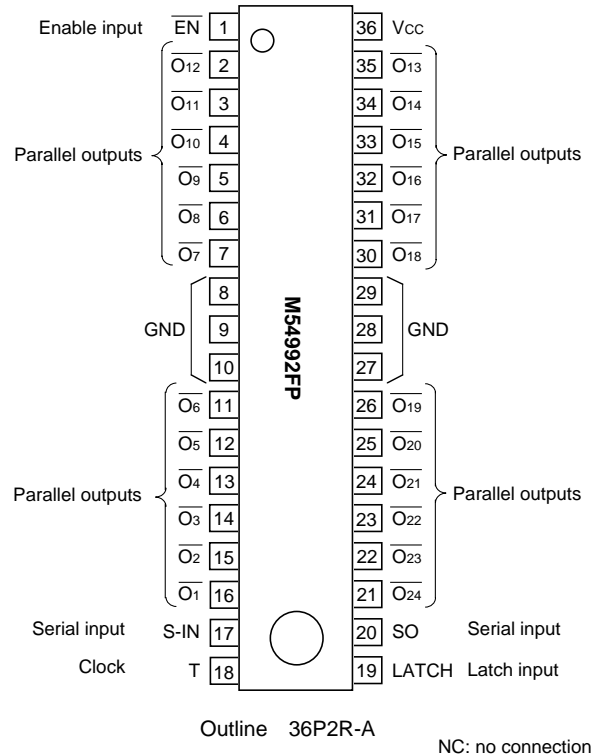 Enable input EN 1 36 VCC
O12 2 35 O13
O11 3 34 O14
O10 4 33 O15
Parallel outputs Parallel outputs
O9 5 32 O16
O8 6 31 O17
O7 7 30 O18
8 29
GND 9 28 GND
10 27
M54992FP
O6 11 26 O19
O5 12 25 O20
O4 13 24 O21
Parallel outputs Parallel outputs
O3 14 23 O22
O2 15 22 O23
O1 16 21 O24
Serial input S-IN 17 20 SO Serial input
Clock T 18 19 LATCH Latch input
Outline 36P2R-A
NC: no connection